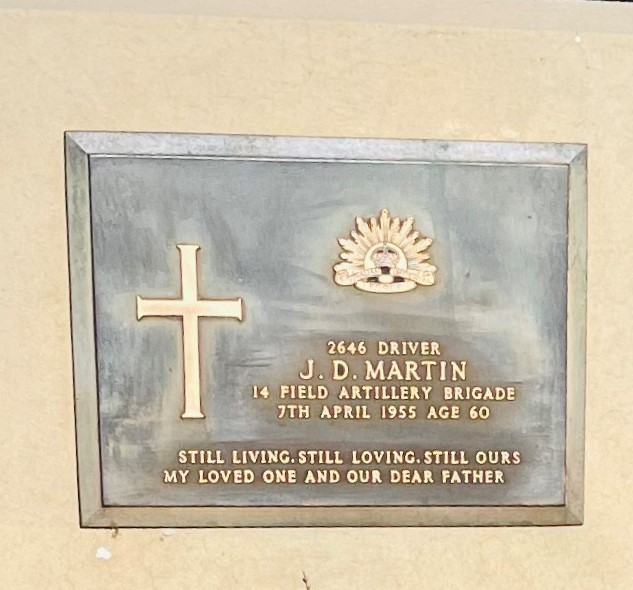 2646 DRIVER
J. D. MARTIN
14 FIELD ARTILLERY BRIGADE
7TH APRIL 1955 AGE 60
STILL LIVING. STILL LOVING. STILL OURS
MY LOVED ONE AND OUR DEAR FATHER